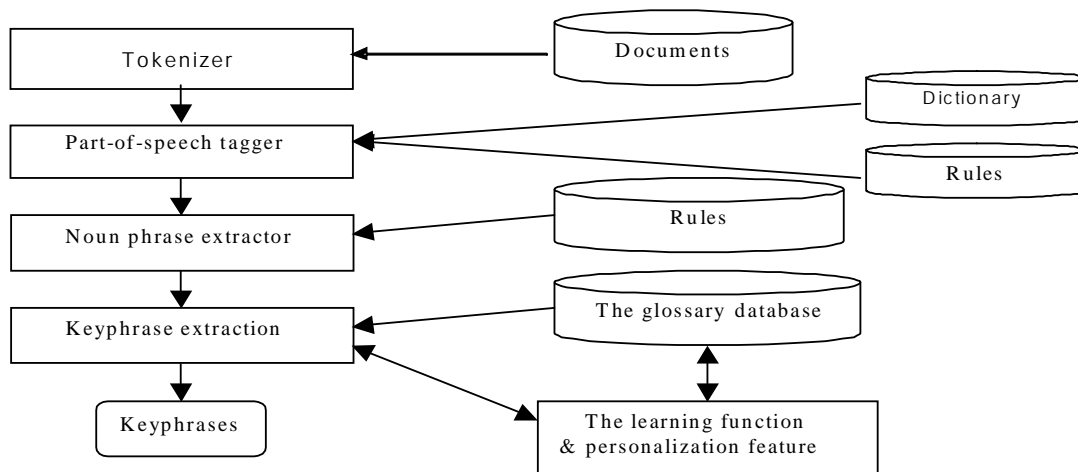 Documents
Tokenizer
Dictionary
Part-of-speech tagger
Rules
Rules
Noun phrase extractor
The glossary database
Keyphrase extraction
Keyphrases
The learning function
& personalization feature